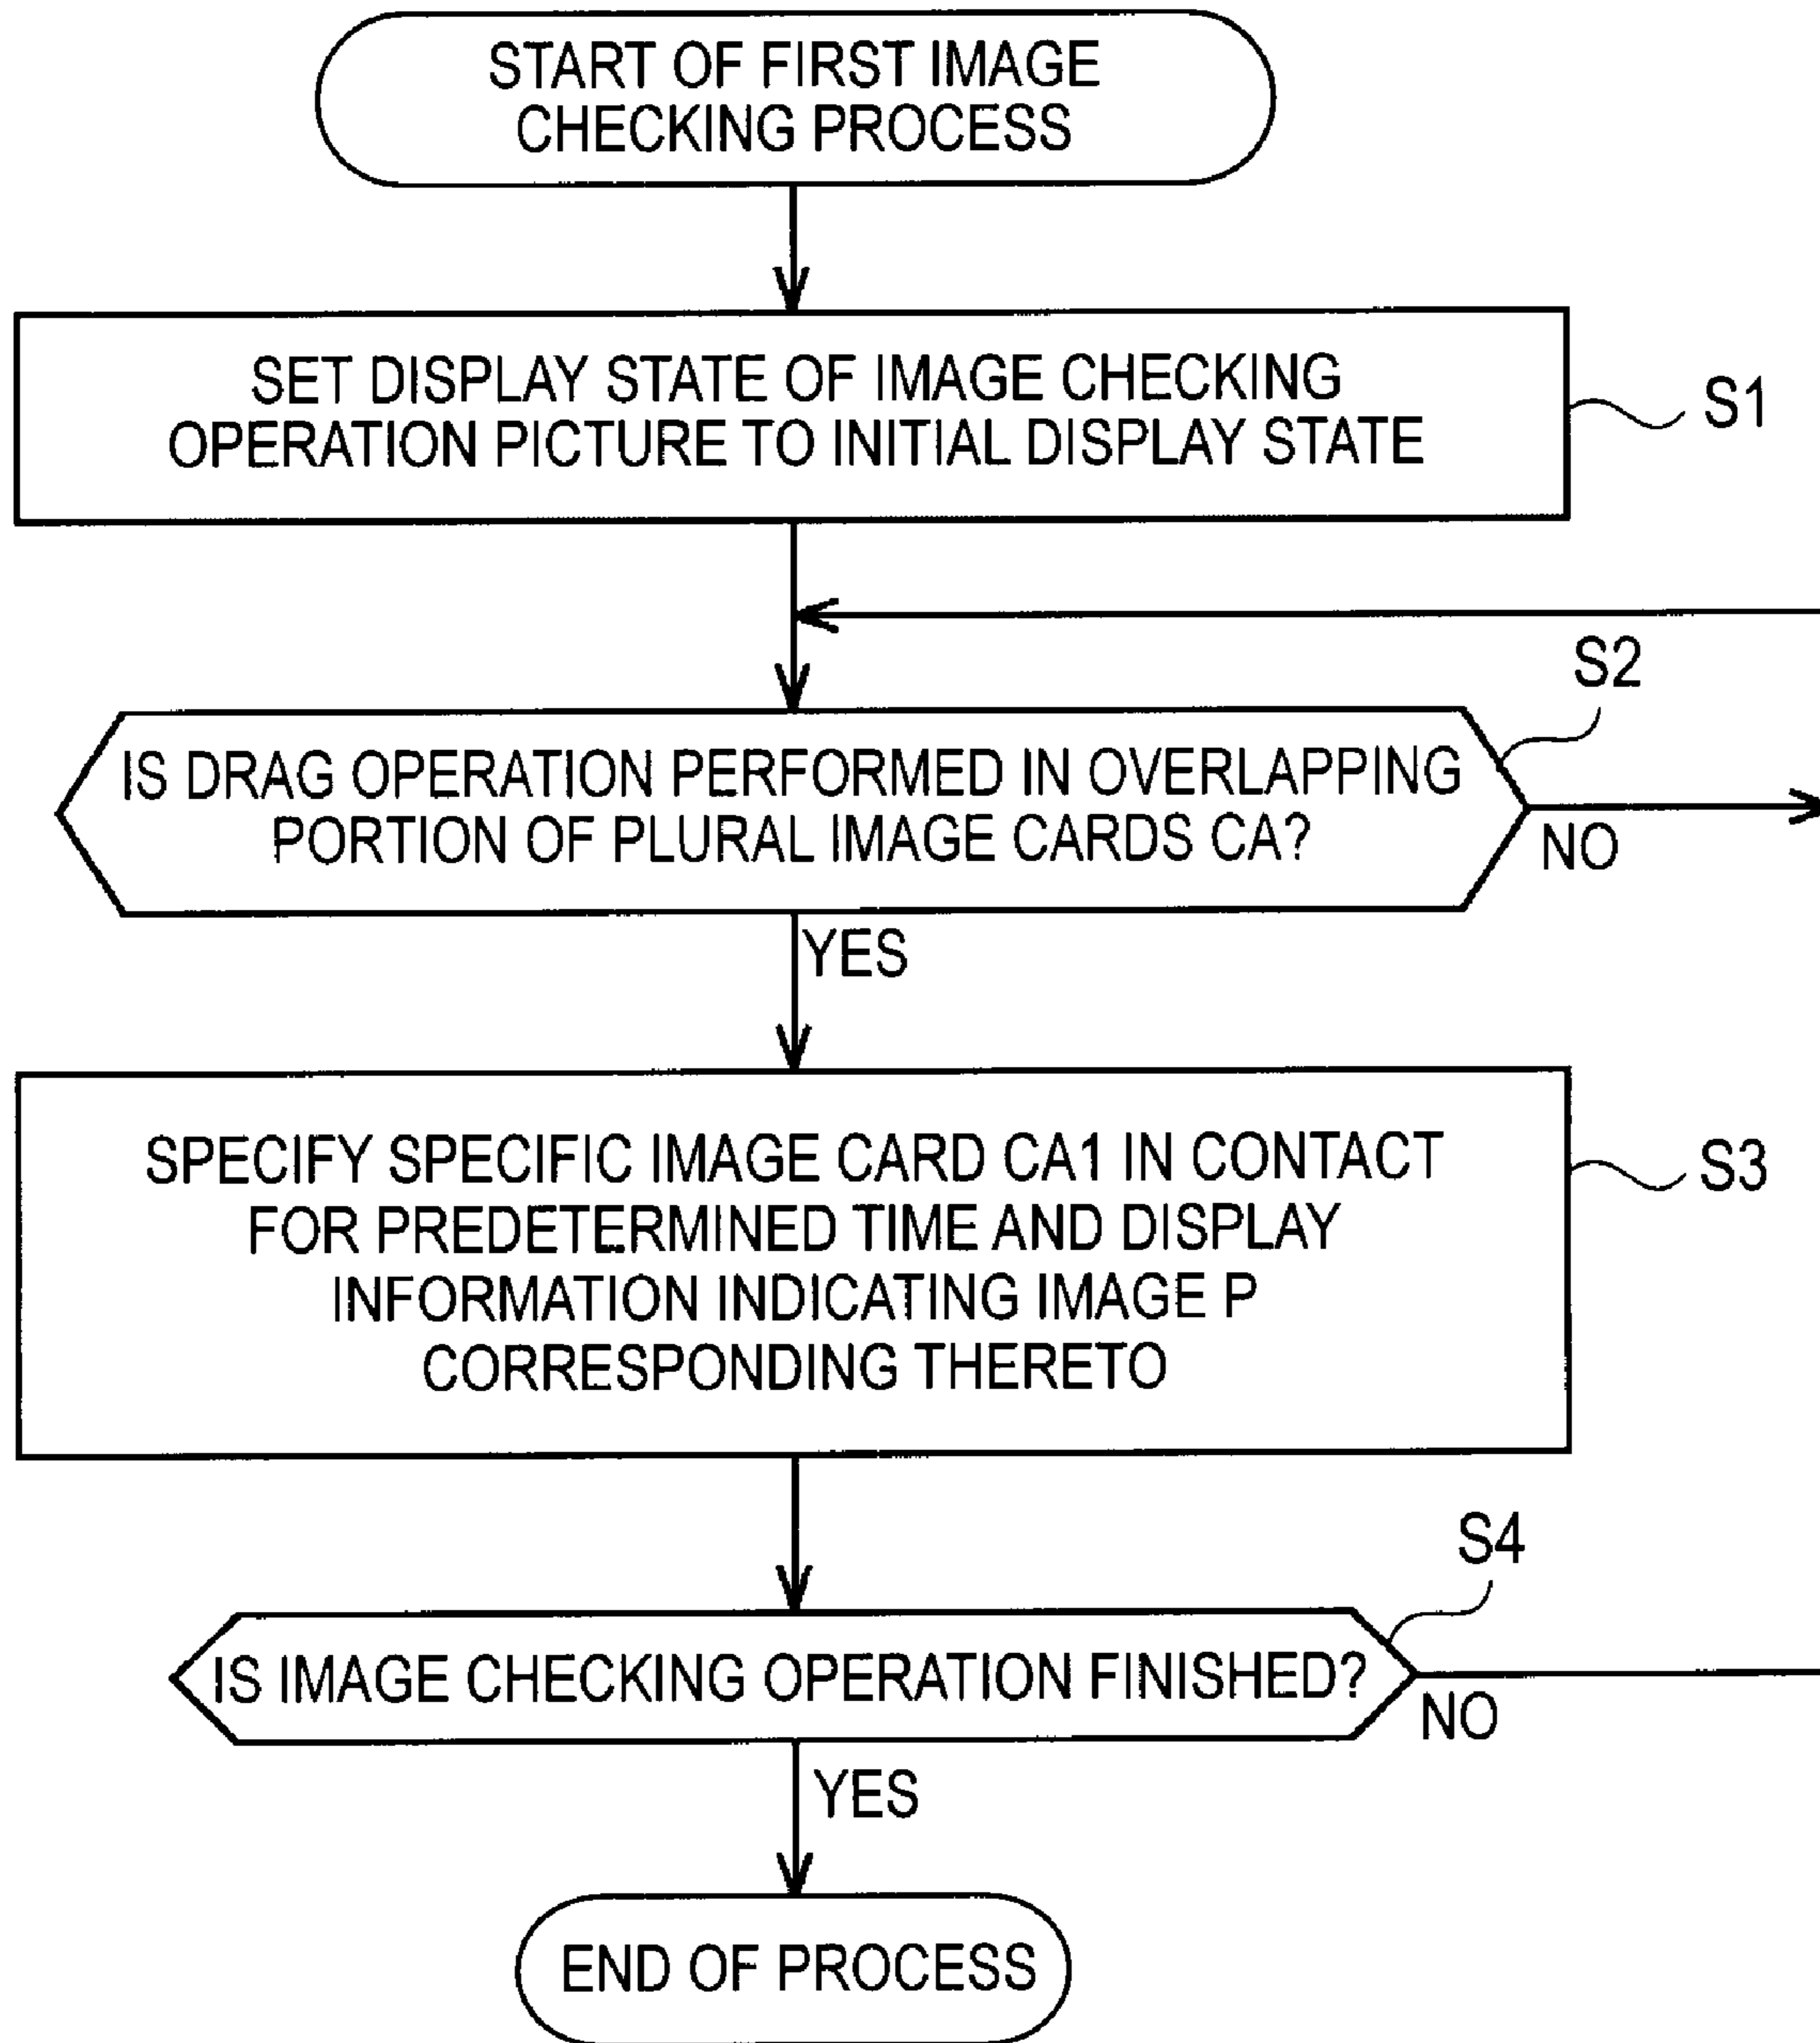 START OF FIRST IMAGE
CHECKING PROCESS
SET DISPLAY STATE OF IMAGE CHECKING
OPERATION PICTURE TO INITIAL DISPLAY STATE
S1
S2
IS DRAG OPERATION PERFORMED IN OVERLAPPING
PORTION OF PLURAL IMAGE CARDS CA?
NO
YES
SPECIFY SPECIFIC IMAGE CARD CA1 IN CONTACT
FOR PREDETERMINED TIME AND DISPLAY
INFORMATION INDICATING IMAGE P
CORRESPONDING THERETO
S3
S4
IS IMAGE CHECKING OPERATION FINISHED?
NO
YES
END OF PROCESS